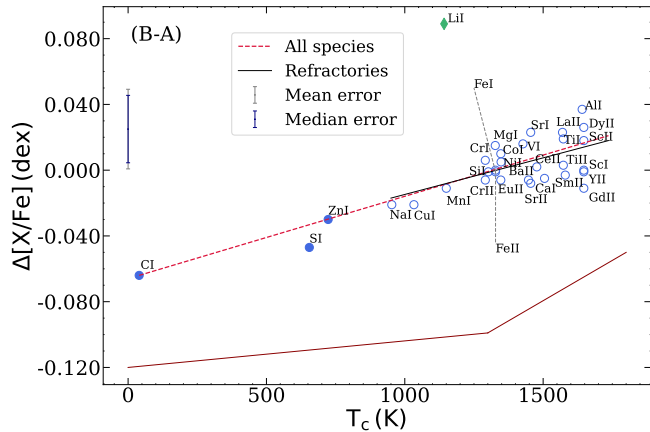 (B-A)
All species
Refractories
Mean error
Median error
Δ[X/Fe] (dex)
0.080
0.040
0.000
-0.040
-0.080
-0.120
LiI
FeI
AlI
DyII
SrI
LaII
ScII
TiI
MgI
VI
CoI
CrI
NiI
CeII
TiII
ScI
SiI
BaII
YII
SmII
CrII
EuII
CaI
GdII
SrII
MnI
NaI
CuI
ZnI
SI
FeII
CI
0
500
1000
1500
T_c (K)